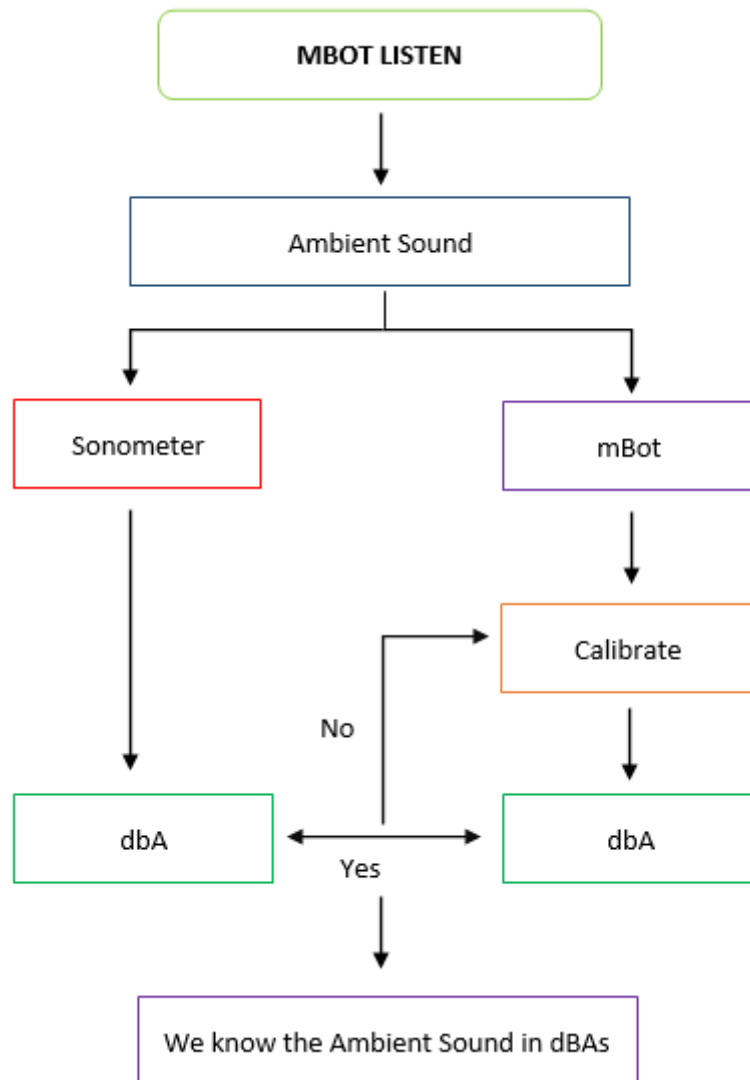 MBOT LISTEN
Ambient Sound
Sonometer
mBot
Calibrate
No
dbA
dbA
Yes
We know the Ambient Sound in dBAs